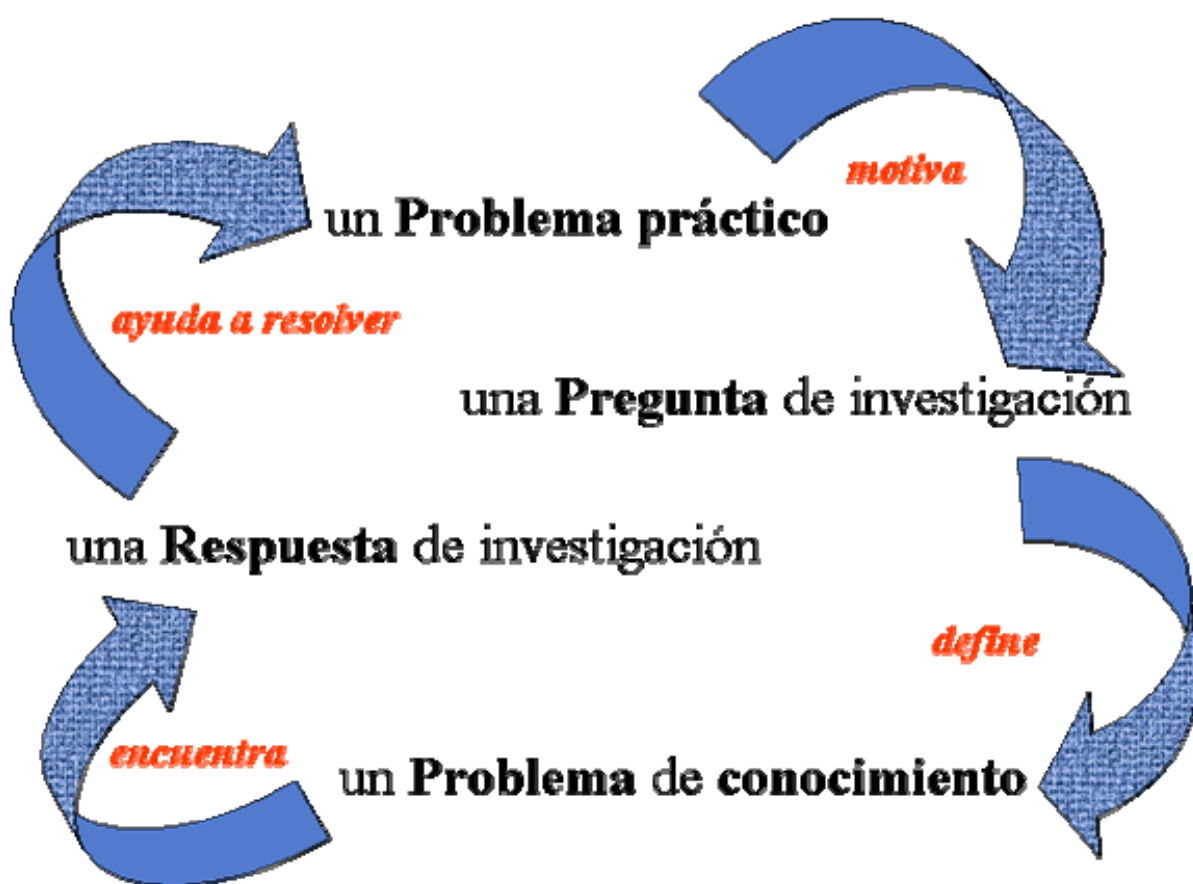 motiva
un Problema práctico
ayuda a resolver
una Pregunta de investigación
una Respuesta de investigación
define
encuentra
un Problema de conocimiento